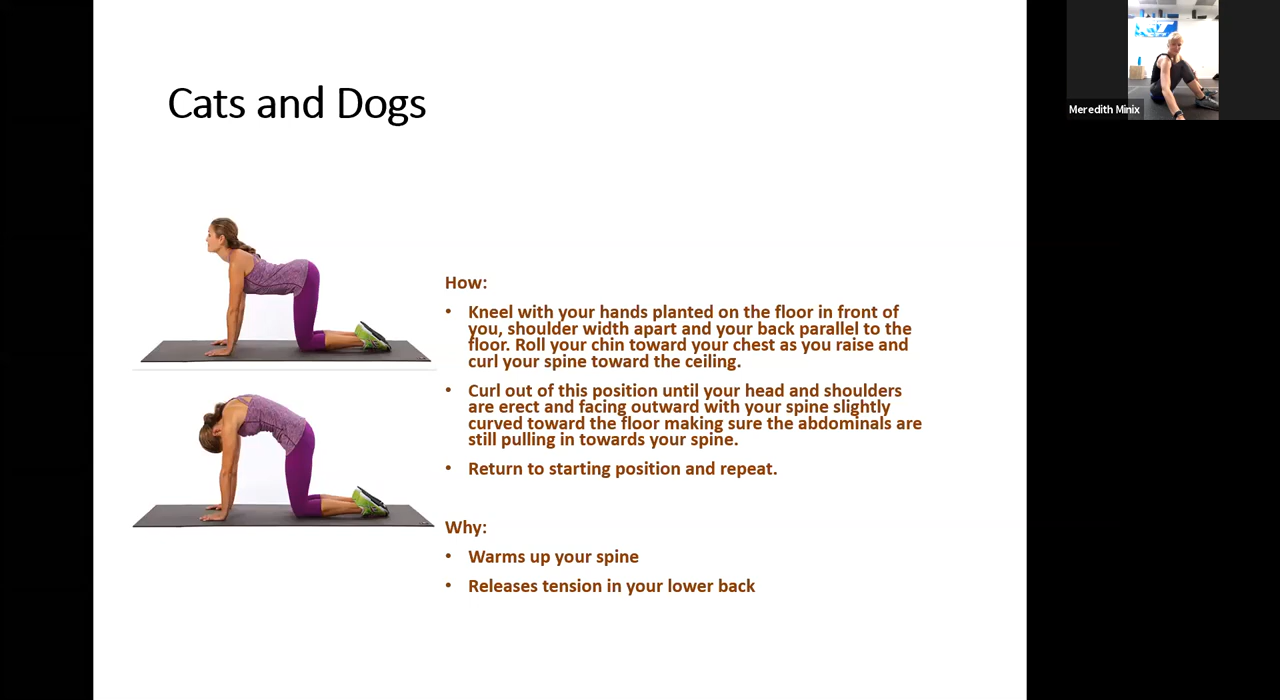 Cats and Dogs
Meredith Minix
How:
• Kneel with your hands planted on the floor in front of
you, shoulder width apart and your back parallel to the
floor. Roll your chin toward your chest as you raise and
curl your spine toward the ceiling.
• Curl out of this position until your head and shoulders
are erect and facing outward with your spine slightly
curved toward the floor making sure the abdominals are
still pulling in towards your spine.
• Return to starting position and repeat.
Why:
• Warms up your spine
• Releases tension in your lower back